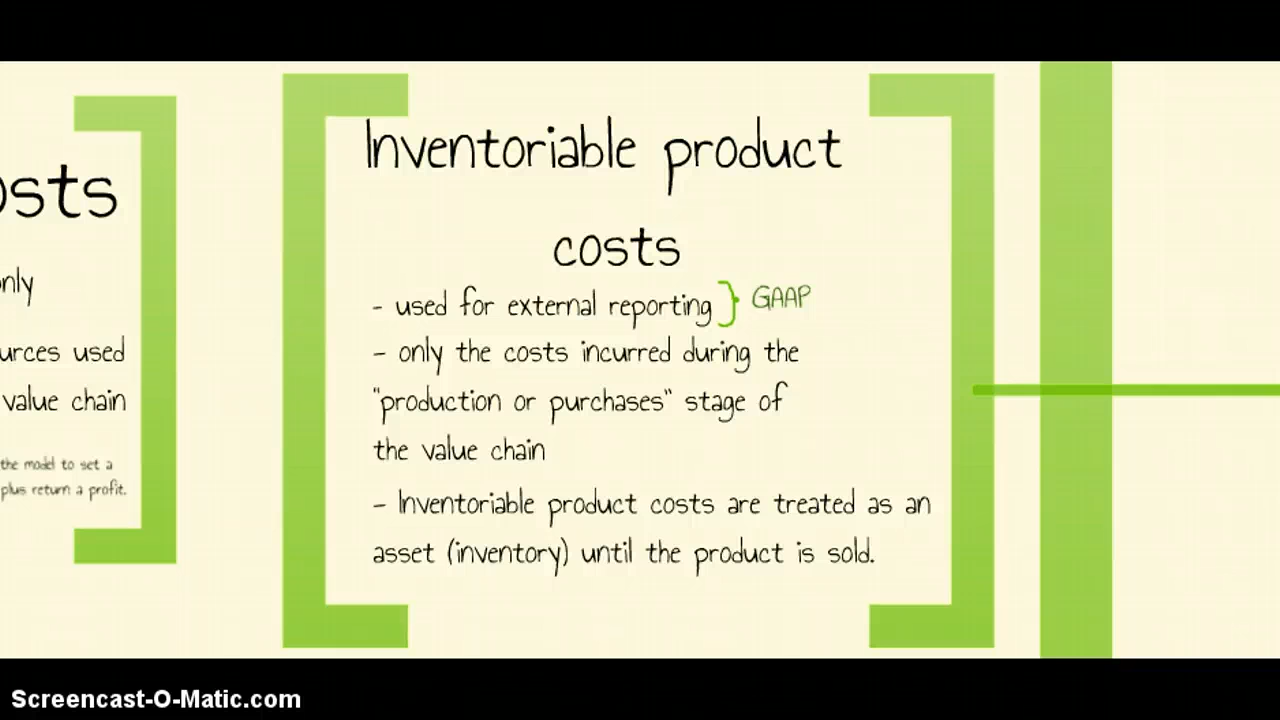 osts
only
urces used
value chain
the model to set a
plus return a profit.
Inventoriable product
costs
- used for external reporting } GAAP
- only the costs incurred during the
"production or purchases" stage of
the value chain
- Inventoriable product costs are treated as an
asset (inventory) until the product is sold.
Screencast-O-Matic.com